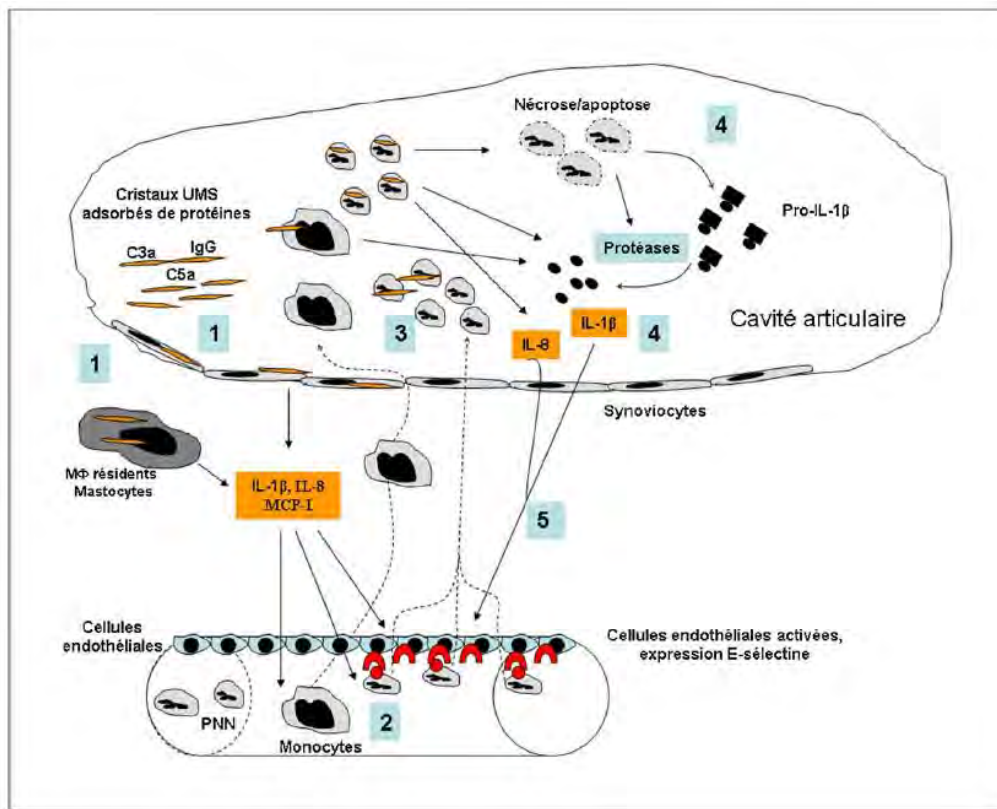 Nécrose/apoptose
4
Cristaux UMS
adsorbés de protéines
Pro-IL-1β
C3a
IgG
Protéases
C5a
Cavité articulaire
1
3
IL-1β
4
IL-8
1
Synoviocytes
MΦ résidents
Mastocytes
IL-1β, IL-8
MCP-1
5
Cellules
endothéliales
Cellules endothéliales activées,
expression E-sélectine
PNN
2
Monocytes